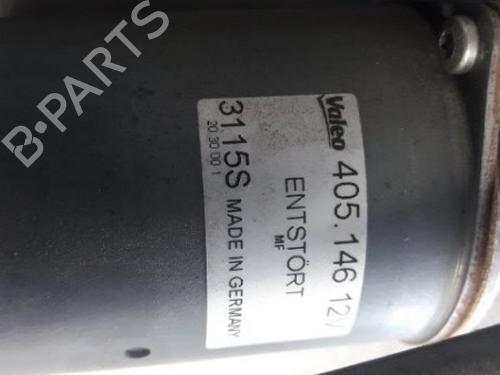 Valeo 405.146 12V
ENTSTÖRT
MF
3115S MADE IN GERMANY
20 30 00 1
B-PARTS